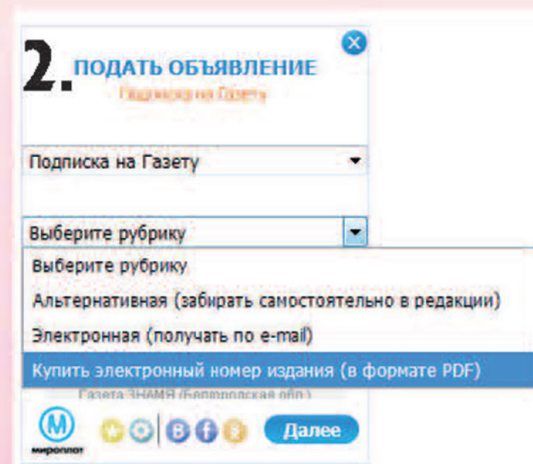 2. ПОДАТЬ ОБЪЯВЛЕНИЕ
Подписка на Газету
Подписка на Газету
Выберите рубрику
Выберите рубрику
Альтернативная (забирать самостоятельно в редакции)
Электронная (получать по e-mail)
Купить электронный номер издания (в формате PDF)
Газета ЗНАМЯ (Белгородская обл.)
М В f Далее
мироплат